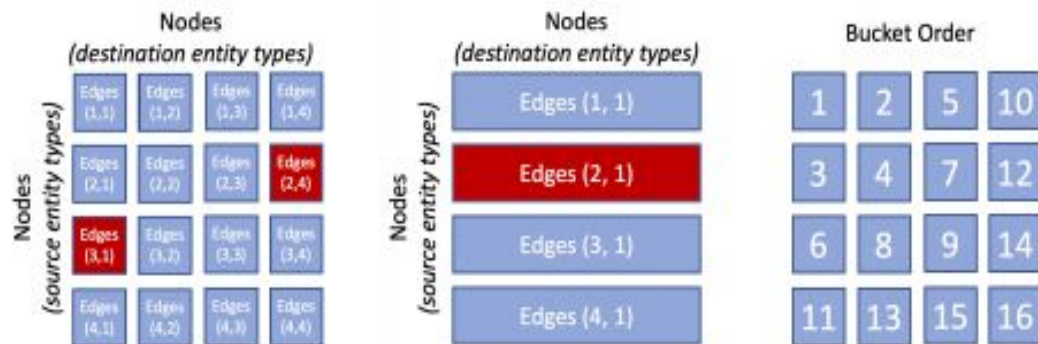 Nodes
(destination entity types)
Nodes
(source entity types)
Edges
(1,1)
Edges
(1,2)
Edges
(1,3)
Edges
(1,4)
Edges
(2,1)
Edges
(2,2)
Edges
(2,3)
Edges
(2,4)
Edges
(3,1)
Edges
(3,2)
Edges
(3,3)
Edges
(3,4)
Edges
(4,1)
Edges
(4,2)
Edges
(4,3)
Edges
(4,4)
Nodes
(destination entity types)
Nodes
(source entity types)
Edges (1, 1)
Edges (2, 1)
Edges (3, 1)
Edges (4, 1)
Bucket Order
1 2 5 10
3 4 7 12
6 8 9 14
11 13 15 16